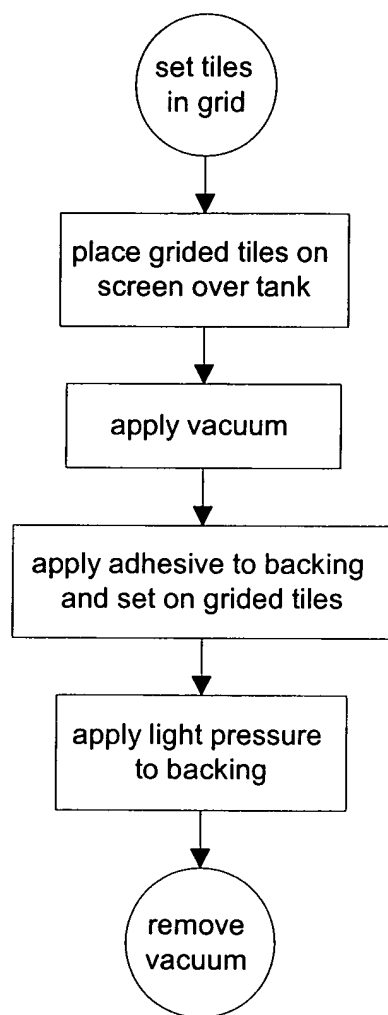 set tiles
in grid
place grided tiles on
screen over tank
apply vacuum
apply adhesive to backing
and set on grided tiles
apply light pressure
to backing
remove
vacuum